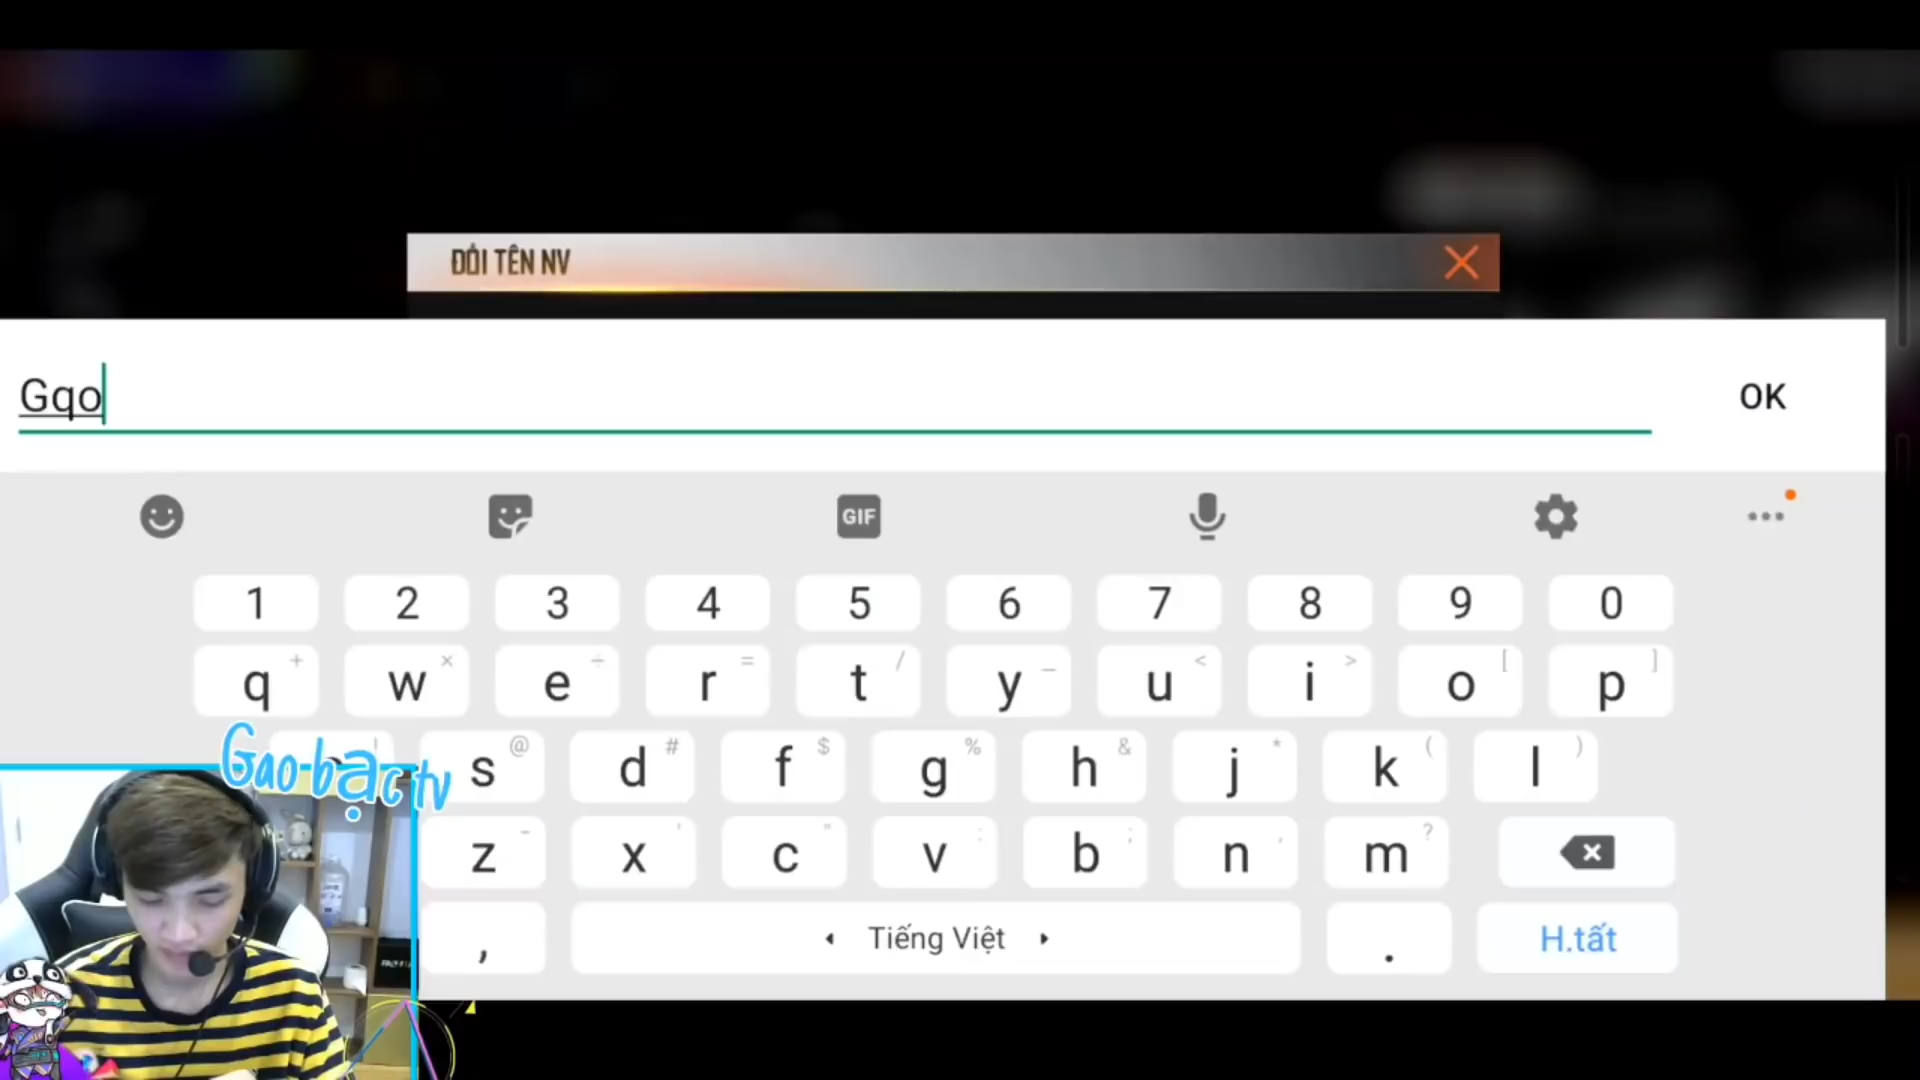 ĐỔI TÊN NV
Gqo
OK
GIF
1 2 3 4 5 6 7 8 9 0
+ × ÷ = / _ < > [ ]
q w e r t y u i o p
! @ # $ % & * ( )
s d f g h j k l
Gao bạc tv
- ' " : ; , ?
z x c v b n m
, Tiếng Việt . H.tất